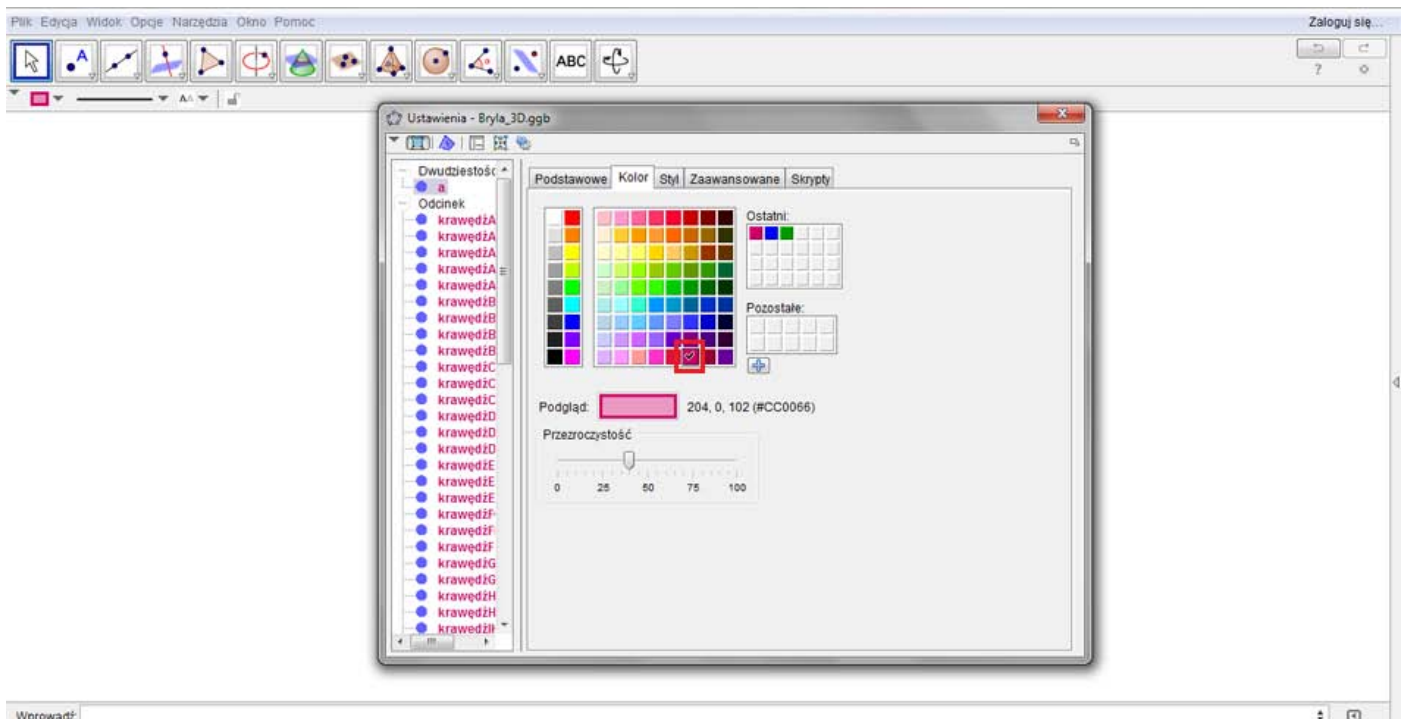 Plik Edycja Widok Opcje Narzędzia Okno Pomoc
Zaloguj się...
A
ABC
Ustawienia - Bryla_3D.ggb
Dwudziestośc
a
Odcinek
krawędźA
krawędźA
krawędźA
krawędźA
krawędźA
krawędźB
krawędźB
krawędźB
krawędźB
krawędźC
krawędźC
krawędźC
krawędźD
krawędźD
krawędźD
krawędźE
krawędźE
krawędźE
krawędźF
krawędźF
krawędźF
krawędźG
krawędźG
krawędźH
krawędźH
Podstawowe Kolor Styl Zaawansowane Skrypty
Ostatni:
Pozostałe:
Podgląd: 204, 0, 102 (#CC0066)
Przezroczystość
0 25 50 75 100
Wprowadź: